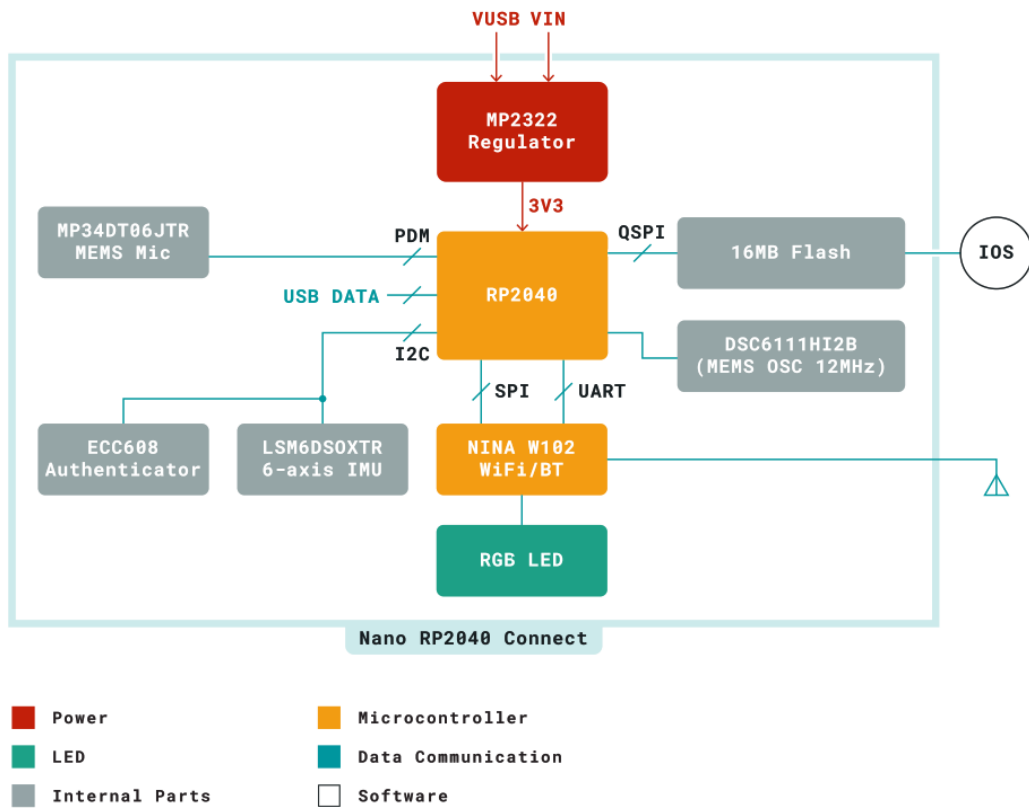 VUSB VIN
MP2322
Regulator
3V3
MP34DT06JTR
MEMS Mic
PDM
QSPI
16MB Flash
IOS
RP2040
USB DATA
I2C
DSC6111HI2B
(MEMS OSC 12MHz)
SPI
UART
ECC608
Authenticator
LSM6DSOXTR
6-axis IMU
NINA W102
WiFi/BT
RGB LED
Nano RP2040 Connect
Power
Microcontroller
LED
Data Communication
Internal Parts
Software